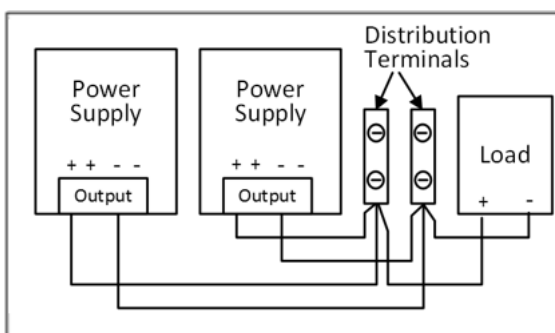 Distribution
Terminals
Power
Supply
+ + - -
Output
Power
Supply
+ + - -
Output
Load
+ -